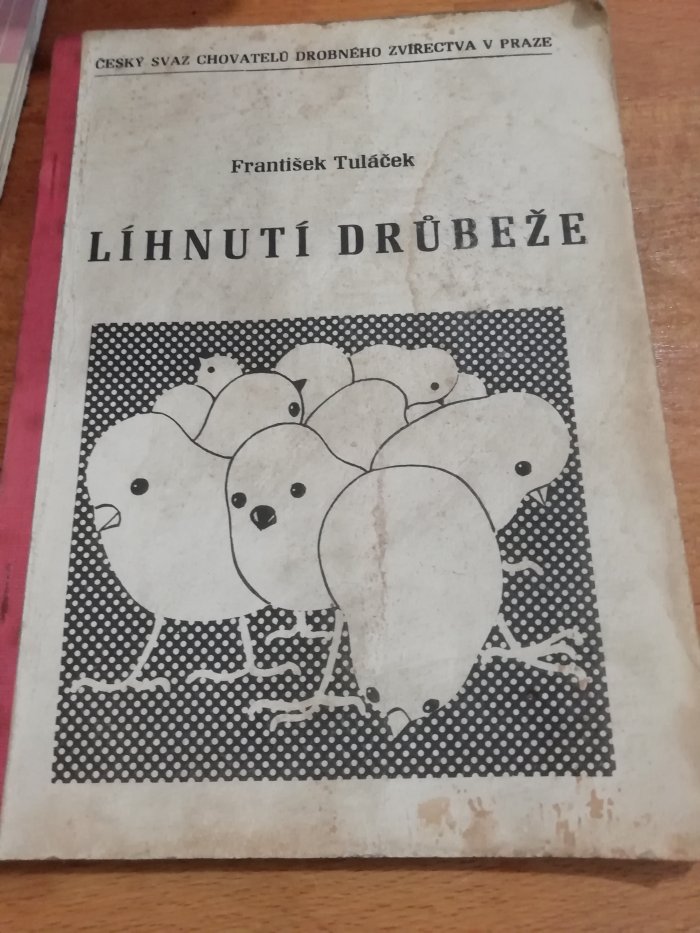 ČESKÝ SVAZ CHOVATELŮ DROBNÉHO ZVÍŘECTVA V PRAZE
František Tuláček
LÍHNUTÍ DRŮBEŽE